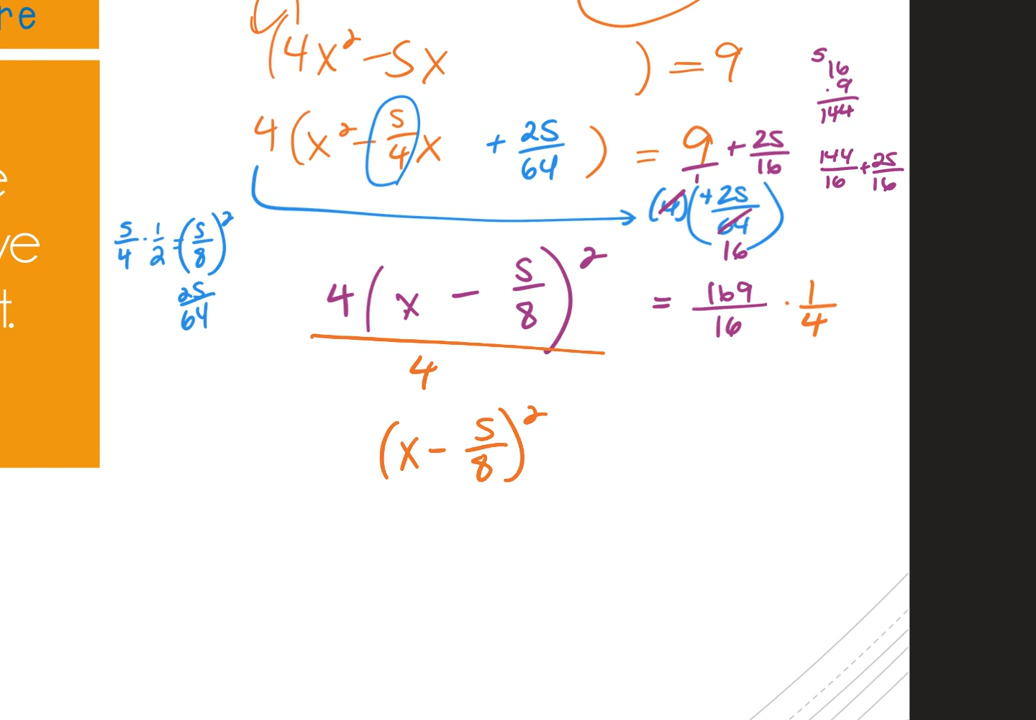 re
(4x² - 5x ) = 9
5
16
· 9
144
4(x² - 5/4 x + 25/64) = 9/1 + 25/16
144/16 + 25/16
(4)(+25/64)
16
5/4 · 1/2 = (5/8)²
25/64
ve
t.
4(x - 5/8)² = 169/16 · 1/4
4
(x - 5/8)²